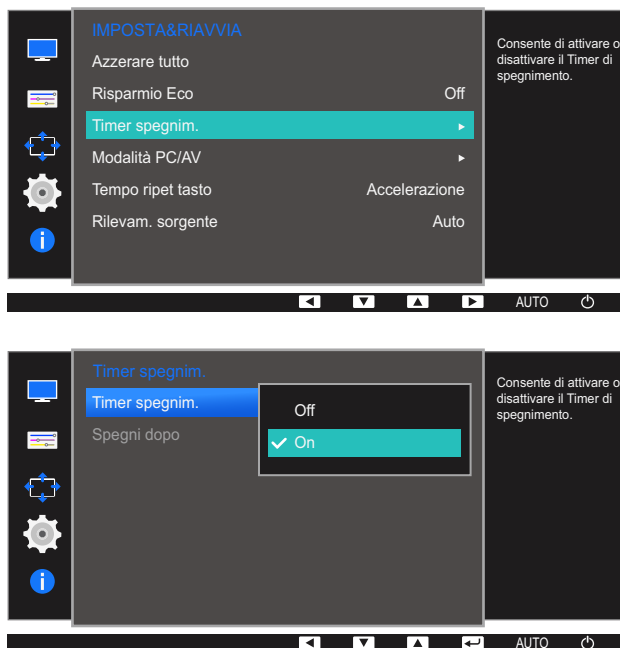 IMPOSTA&RIAVVIA
Azzerare tutto
Risparmio Eco Off
Timer spegnim.
Modalità PC/AV
Tempo ripet tasto Accelerazione
Rilevam. sorgente Auto
Consente di attivare o
disattivare il Timer di
spegnimento.
AUTO
Timer spegnim.
Timer spegnim.
Spegni dopo
Off
On
Consente di attivare o
disattivare il Timer di
spegnimento.
AUTO